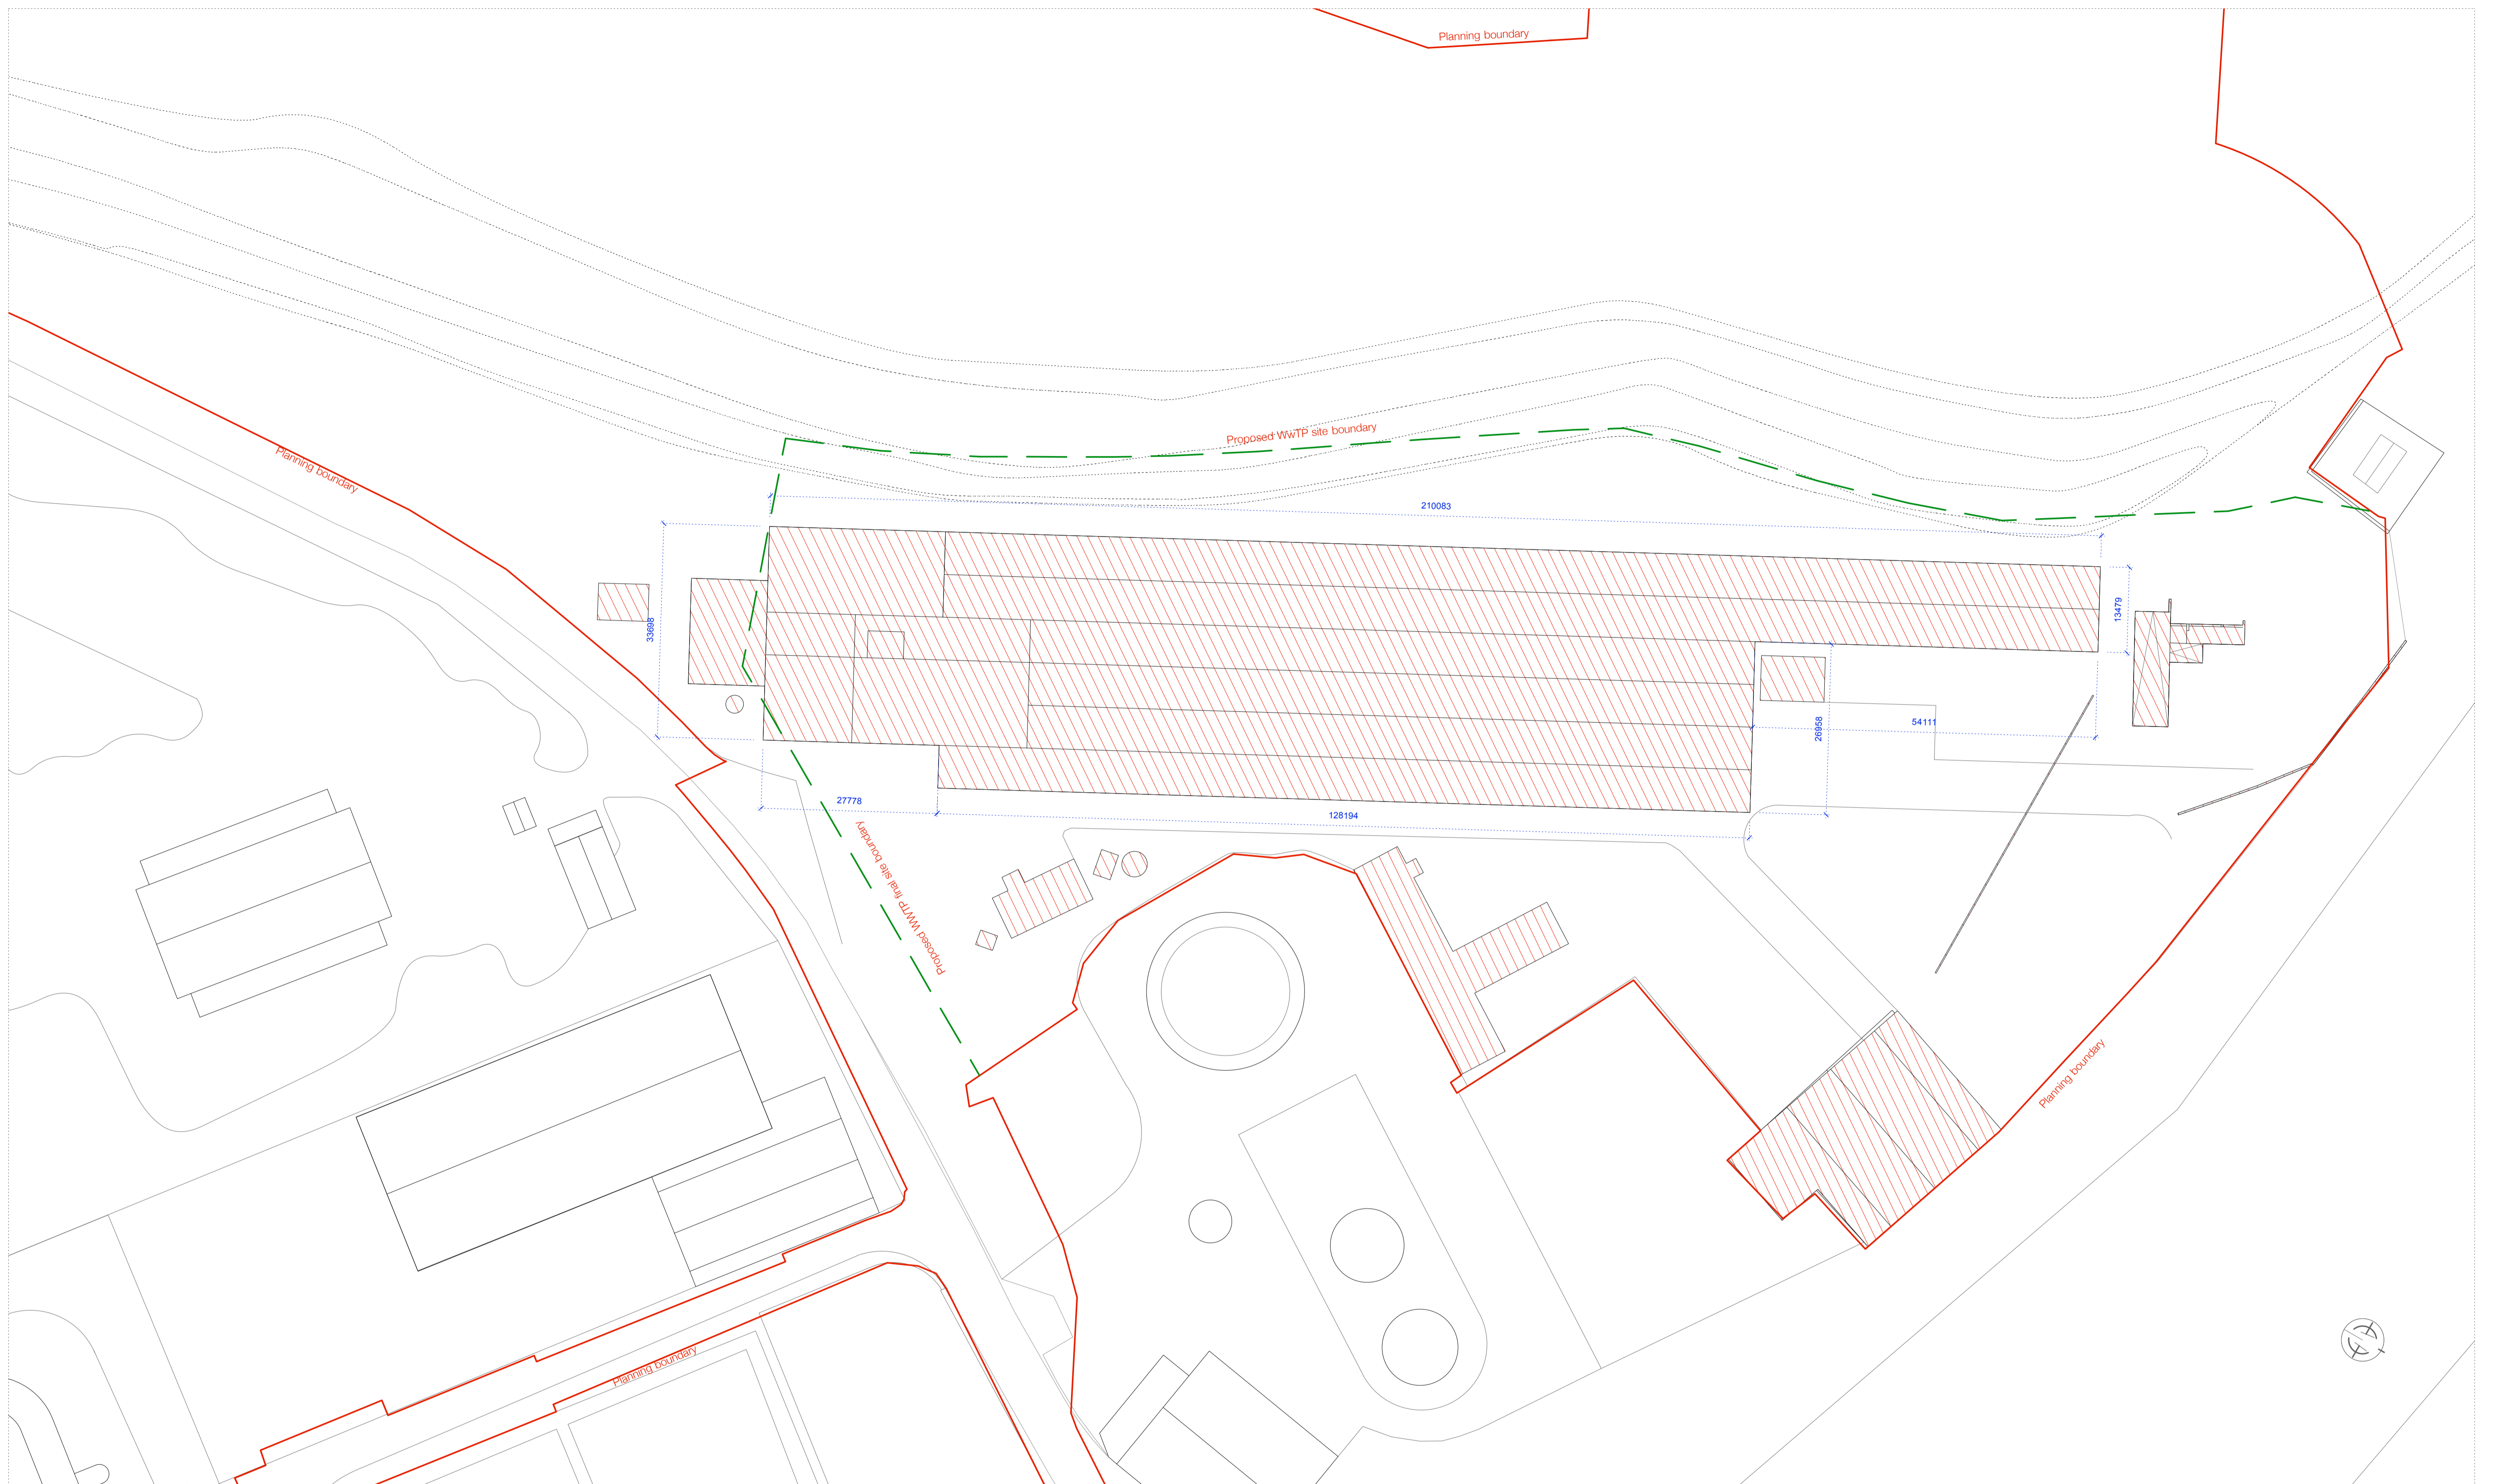 Planning boundary
Proposed WwTP site boundary
Planning boundary
210083
33698
13479
54111
26958
27778
128194
Proposed WWTP final site boundary
Planning boundary
Planning boundary